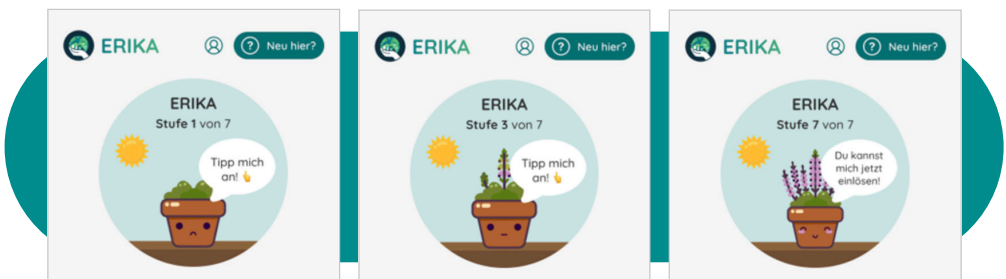 ERIKA
Neu hier?
ERIKA
Stufe 1 von 7
Tipp mich
an!
ERIKA
Neu hier?
ERIKA
Stufe 3 von 7
Tipp mich
an!
ERIKA
Neu hier?
ERIKA
Stufe 7 von 7
Du kannst
mich jetzt
einlösen!